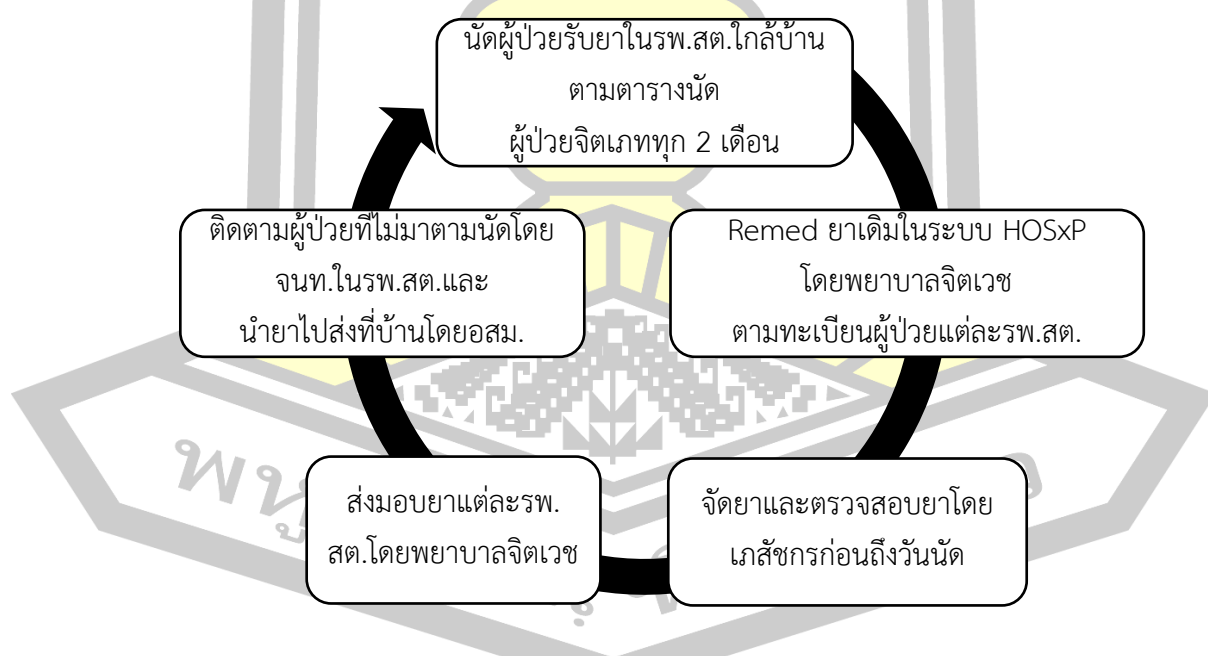 นัดผู้ป่วยรับยาในรพ.สต.ใกล้บ้าน
ตามตารางนัด
ผู้ป่วยจิตเภททุก 2 เดือน
Remed ยาเดิมในระบบ HOSxP
โดยพยาบาลจิตเวช
ตามทะเบียนผู้ป่วยแต่ละรพ.สต.
จัดยาและตรวจสอบยาโดย
เภสัชกรก่อนถึงวันนัด
ส่งมอบยาแต่ละรพ.
สต.โดยพยาบาลจิตเวช
ติดตามผู้ป่วยที่ไม่มาตามนัดโดย
จนท.ในรพ.สต.และ
นำยาไปส่งที่บ้านโดยอสม.